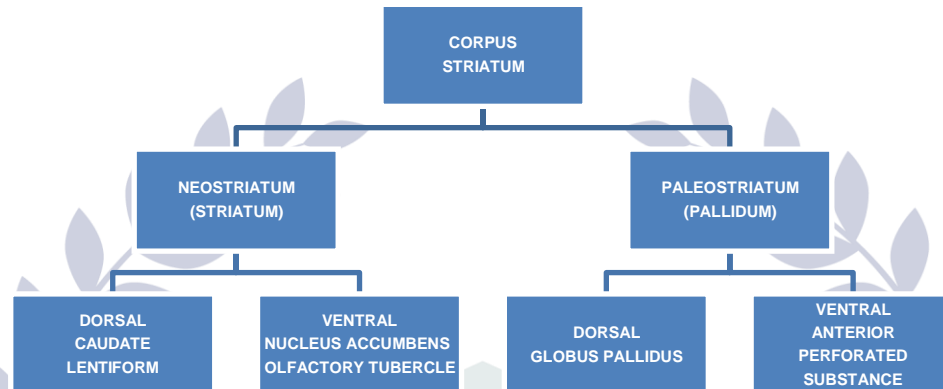 CORPUS
STRIATUM
NEOSTRIATUM
(STRIATUM)
PALEOSTRIATUM
(PALLIDUM)
DORSAL
CAUDATE
LENTIFORM
VENTRAL
NUCLEUS ACCUMBENS
OLFACTORY TUBERCLE
DORSAL
GLOBUS PALLIDUS
VENTRAL
ANTERIOR
PERFORATED
SUBSTANCE